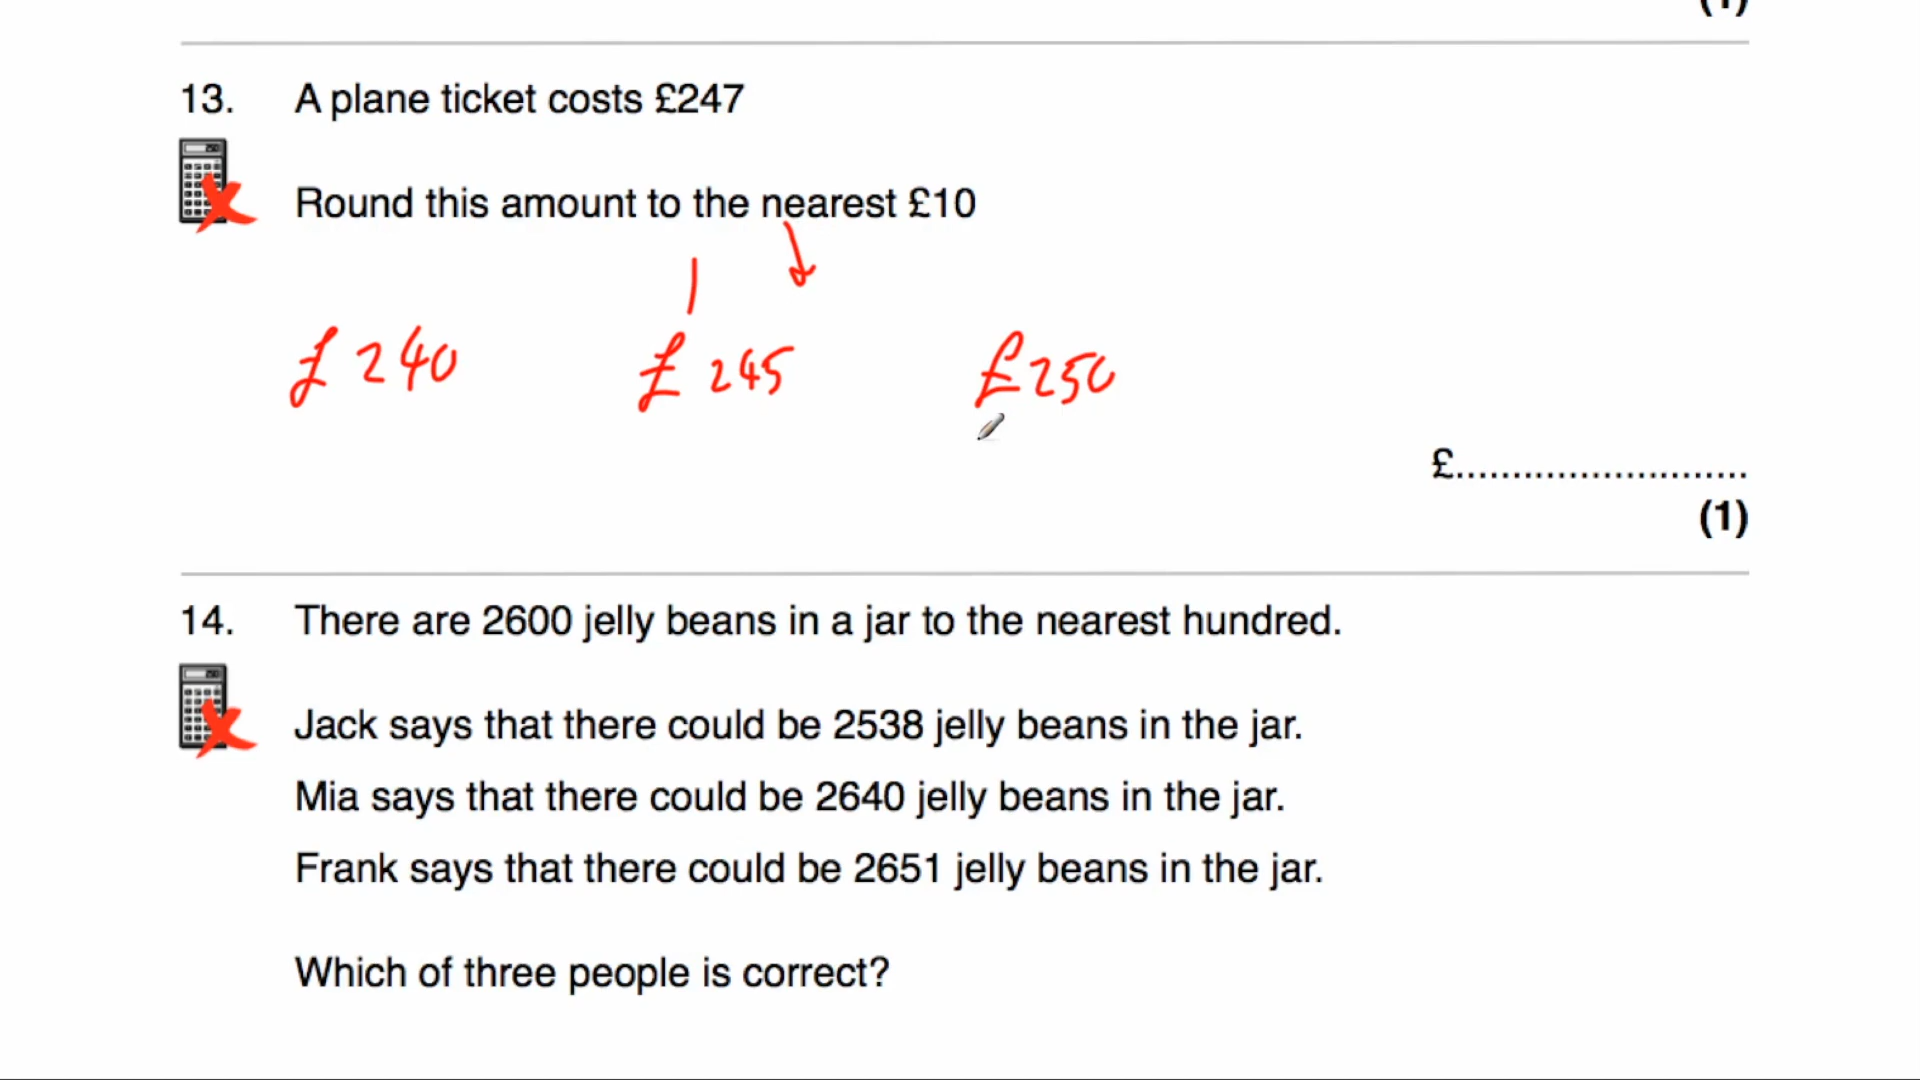 (1)
13. A plane ticket costs £247
Round this amount to the nearest £10
£240 £245 £250
£..........................
(1)
14. There are 2600 jelly beans in a jar to the nearest hundred.
Jack says that there could be 2538 jelly beans in the jar.
Mia says that there could be 2640 jelly beans in the jar.
Frank says that there could be 2651 jelly beans in the jar.
Which of three people is correct?